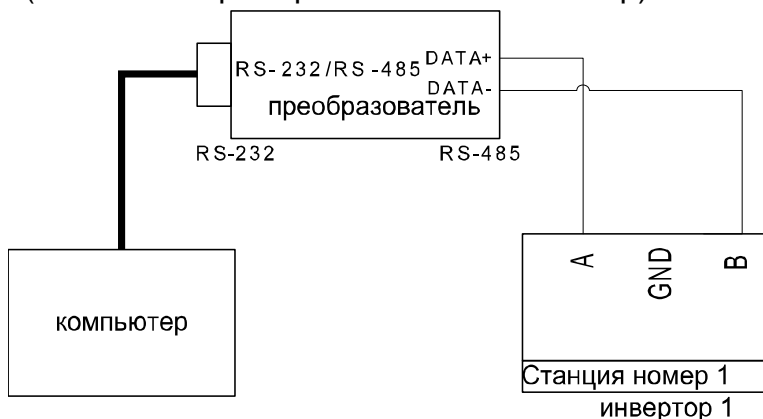 RS-232/RS-485 DATA+
DATA-
преобразователь
RS-232
RS-485
компьютер
A
GND
B
Станция номер 1
инвертор 1